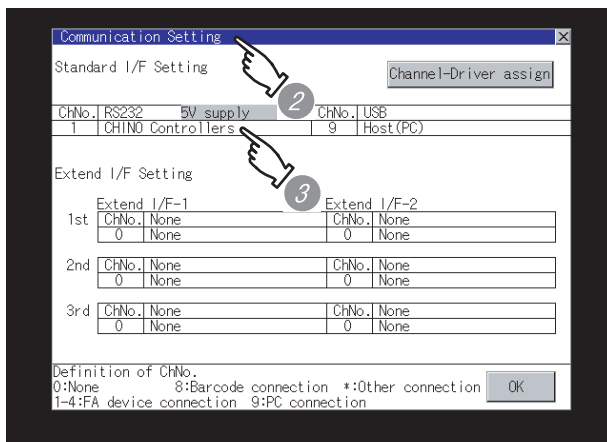 Communication Setting ×
Standard I/F Setting
Channel-Driver assign
2
ChNo. RS232 5V supply ChNo. USB
1 CHINO Controllers 9 Host(PC)
3
Extend I/F Setting
Extend I/F-1 Extend I/F-2
1st ChNo. None ChNo. None
0 None 0 None
2nd ChNo. None ChNo. None
0 None 0 None
3rd ChNo. None ChNo. None
0 None 0 None
Definition of ChNo.
0:None 8:Barcode connection *:Other connection OK
1-4:FA device connection 9:PC connection